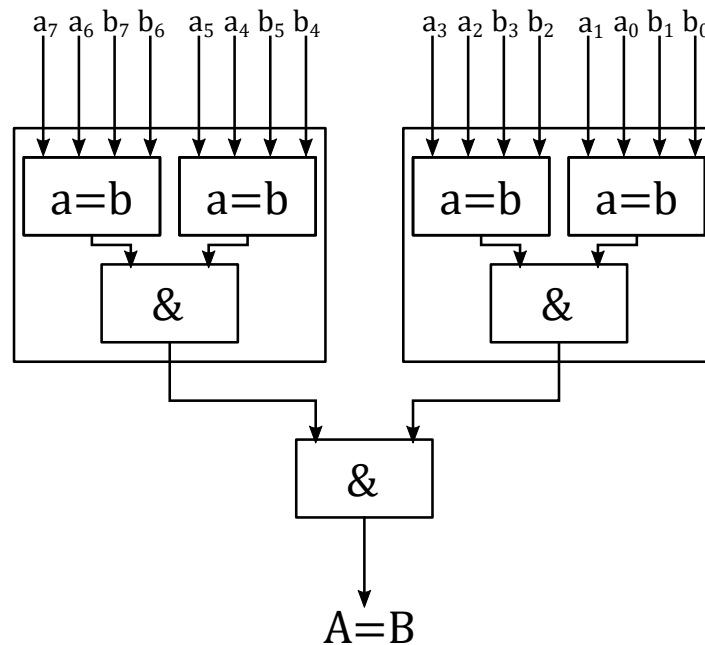 a₇ a₆ b₇ b₆ a₅ a₄ b₅ b₄ a₃ a₂ b₃ b₂ a₁ a₀ b₁ b₀
a=b a=b a=b a=b
& &
&
A=B